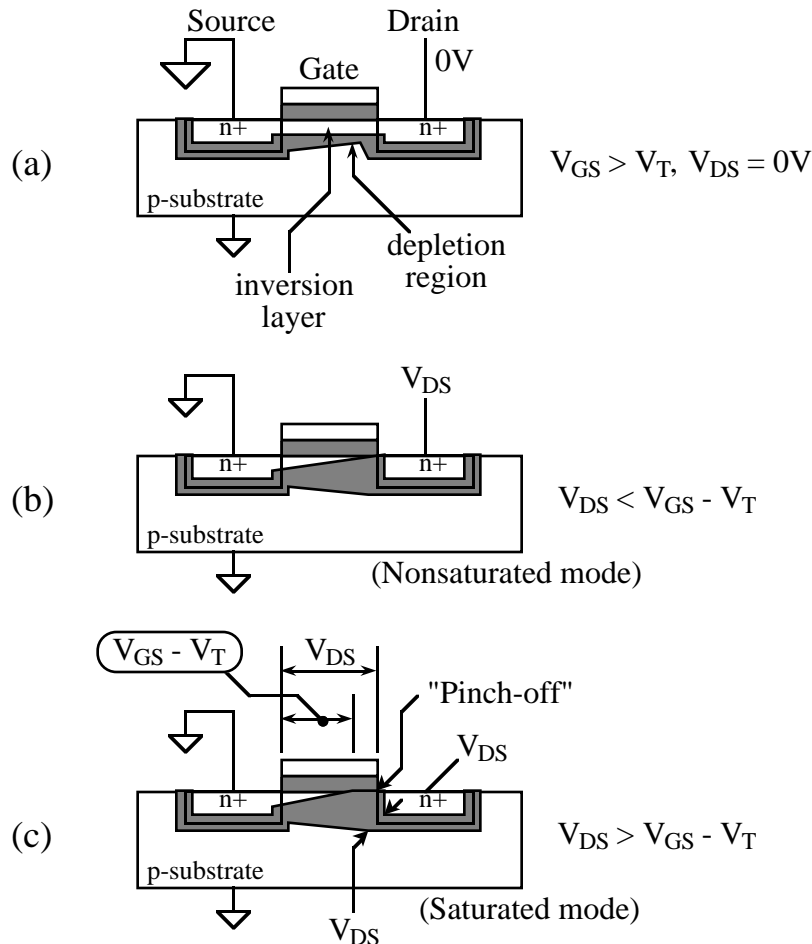 Source
Drain
0V
Gate
n+
n+
(a)
V_GS > V_T, V_DS = 0V
p-substrate
depletion
region
inversion
layer
V_DS
n+
n+
(b)
V_DS < V_GS - V_T
p-substrate
(Nonsaturated mode)
V_GS - V_T
V_DS
"Pinch-off"
V_DS
n+
n+
(c)
V_DS > V_GS - V_T
p-substrate
(Saturated mode)
V_DS